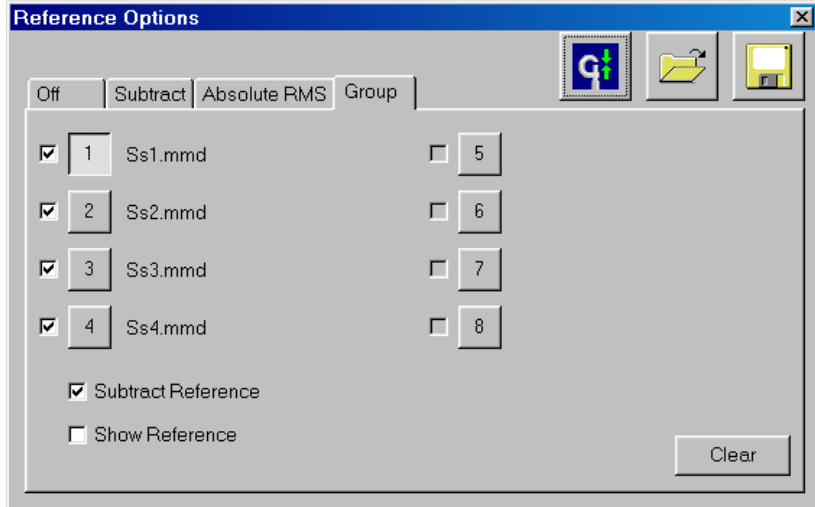 Reference Options
Off Subtract Absolute RMS Group
1 Ss1.mmd 5
2 Ss2.mmd 6
3 Ss3.mmd 7
4 Ss4.mmd 8
Subtract Reference
Show Reference
Clear